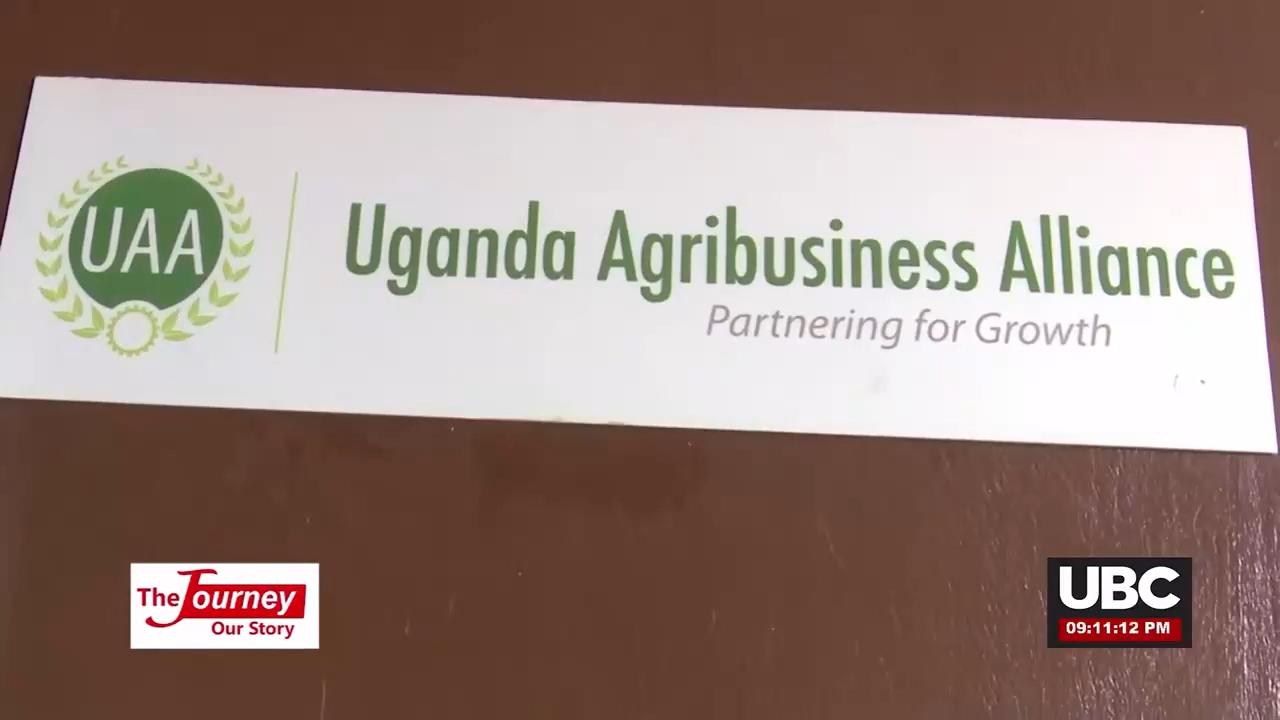 UAA
Uganda Agribusiness Alliance
Partnering for Growth
The Journey
Our Story
UBC
09:11:12 PM